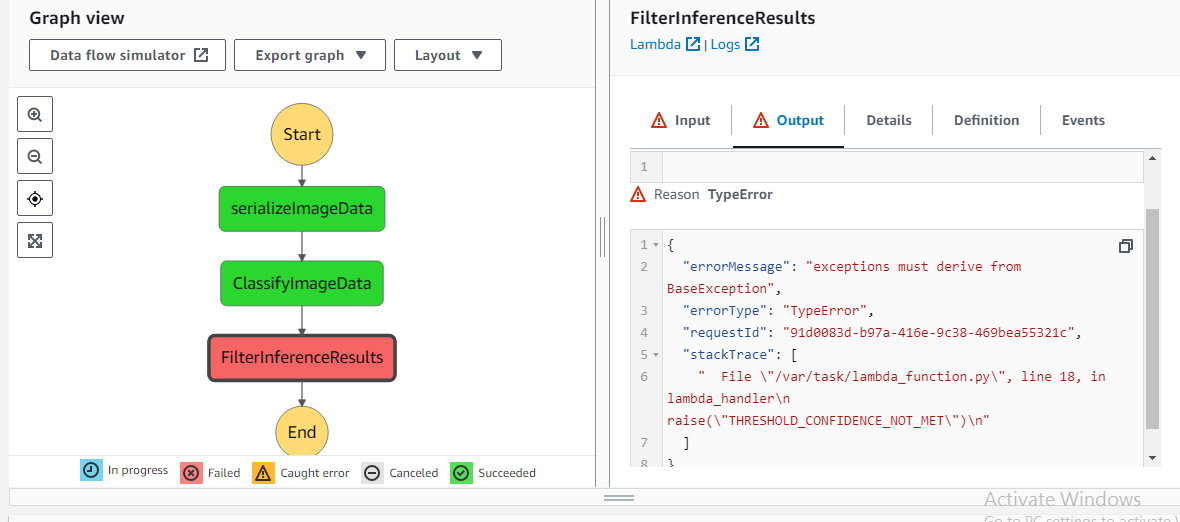 Graph view
Data flow simulator
Export graph
Layout
Start
serializeImageData
ClassifyImageData
FilterInferenceResults
End
In progress
Failed
Caught error
Canceled
Succeeded
FilterInferenceResults
Lambda | Logs
Input
Output
Details
Definition
Events
1
Reason TypeError
1 {
2 "errorMessage": "exceptions must derive from
BaseException",
3 "errorType": "TypeError",
4 "requestId": "91d0083d-b97a-416e-9c38-469bea55321c",
5 "stackTrace": [
6 "  File \"/var/task/lambda_function.py\", line 18, in
lambda_handler\n
raise(\"THRESHOLD_CONFIDENCE_NOT_MET\")\n"
7 ]
8 }
Activate Windows
Go to PC settings to activate